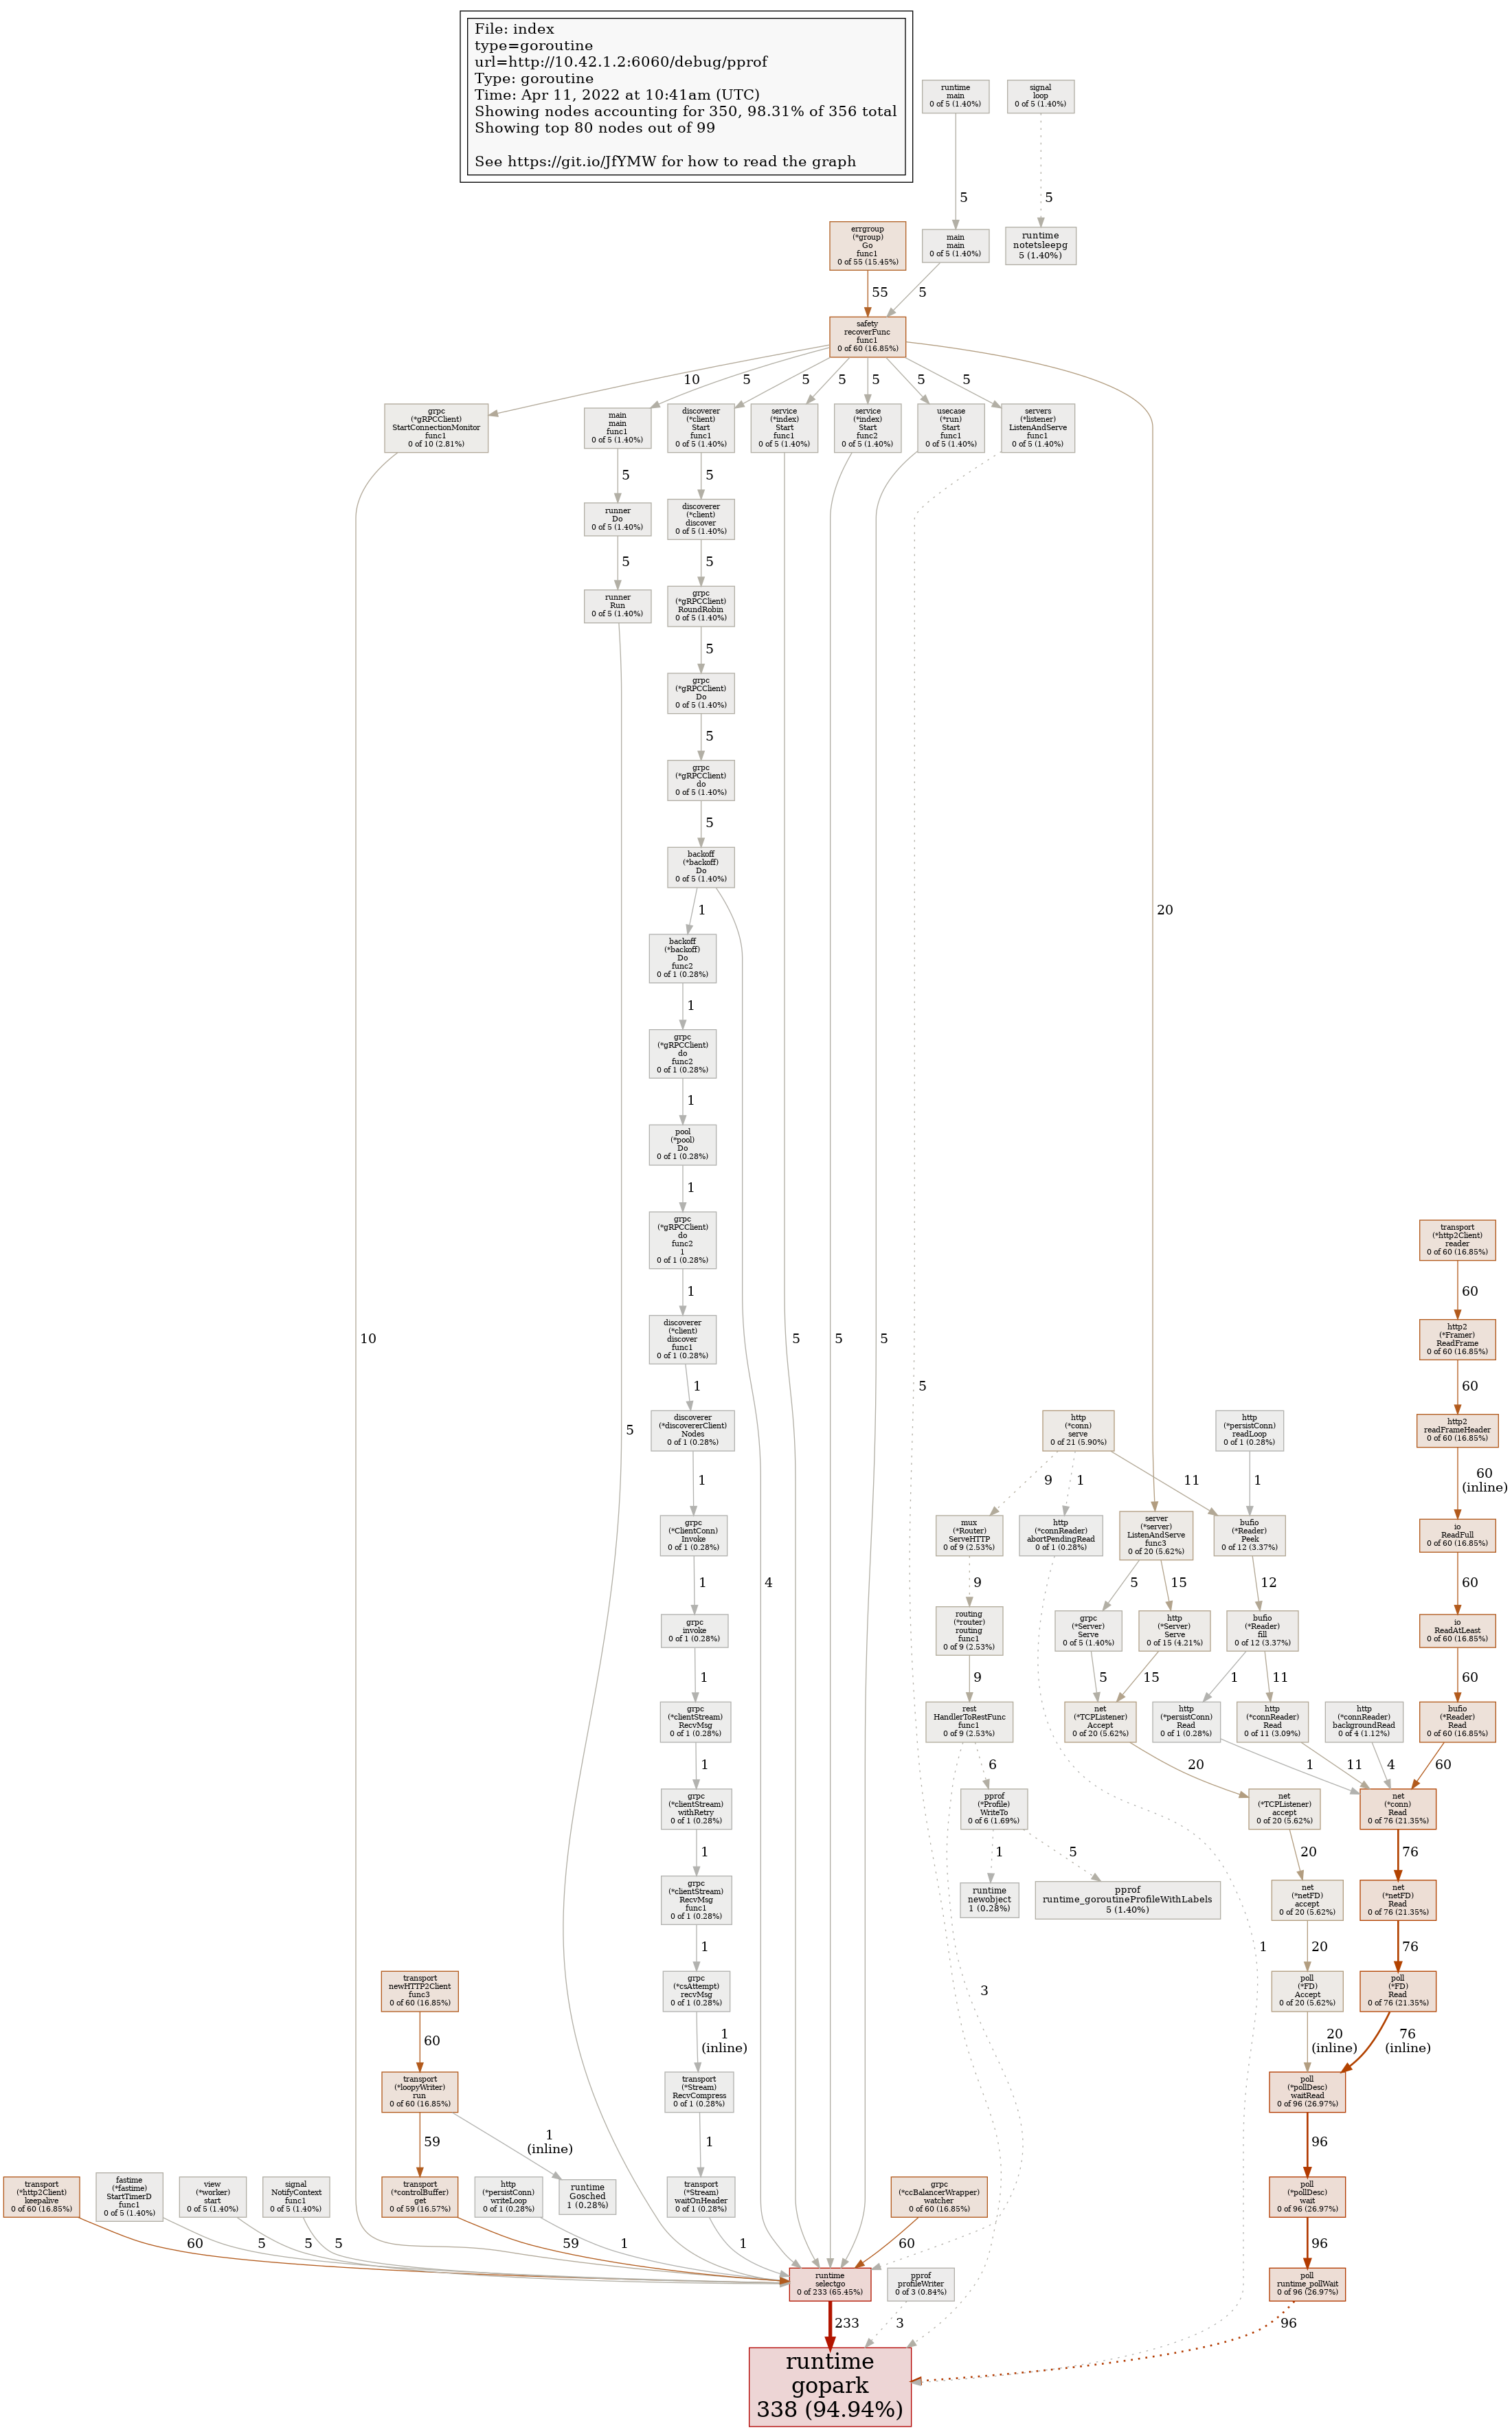 File: index
type=goroutine
url=http://10.42.1.2:6060/debug/pprof
Type: goroutine
Time: Apr 11, 2022 at 10:41am (UTC)
Showing nodes accounting for 350, 98.31% of 356 total
Showing top 80 nodes out of 99
See https://git.io/JfYMW for how to read the graph
runtime
main
0 of 5 (1.40%)
signal
loop
0 of 5 (1.40%)
5
5
errgroup
(*group)
Go
func1
0 of 55 (15.45%)
main
main
0 of 5 (1.40%)
runtime
notetsleepg
5 (1.40%)
55
5
safety
recoverFunc
func1
0 of 60 (16.85%)
10
5
5
5
5
5
5
20
grpc
(*gRPCClient)
StartConnectionMonitor
func1
0 of 10 (2.81%)
main
main
func1
0 of 5 (1.40%)
discoverer
(*client)
Start
func1
0 of 5 (1.40%)
service
(*index)
Start
func1
0 of 5 (1.40%)
service
(*index)
Start
func2
0 of 5 (1.40%)
usecase
(*run)
Start
func1
0 of 5 (1.40%)
servers
(*listener)
ListenAndServe
func1
0 of 5 (1.40%)
5
5
runner
Do
0 of 5 (1.40%)
discoverer
(*client)
discover
0 of 5 (1.40%)
5
5
runner
Run
0 of 5 (1.40%)
grpc
(*gRPCClient)
RoundRobin
0 of 5 (1.40%)
5
grpc
(*gRPCClient)
Do
0 of 5 (1.40%)
5
grpc
(*gRPCClient)
do
0 of 5 (1.40%)
5
backoff
(*backoff)
Do
0 of 5 (1.40%)
1
backoff
(*backoff)
Do
func2
0 of 1 (0.28%)
1
grpc
(*gRPCClient)
do
func2
0 of 1 (0.28%)
1
pool
(*pool)
Do
0 of 1 (0.28%)
1
grpc
(*gRPCClient)
do
func2
1
0 of 1 (0.28%)
1
discoverer
(*client)
discover
func1
0 of 1 (0.28%)
10
5
5
5
5
1
5
4
discoverer
(*discovererClient)
Nodes
0 of 1 (0.28%)
1
grpc
(*ClientConn)
Invoke
0 of 1 (0.28%)
1
grpc
invoke
0 of 1 (0.28%)
1
grpc
(*clientStream)
RecvMsg
0 of 1 (0.28%)
1
grpc
(*clientStream)
withRetry
0 of 1 (0.28%)
1
grpc
(*clientStream)
RecvMsg
func1
0 of 1 (0.28%)
1
grpc
(*csAttempt)
recvMsg
0 of 1 (0.28%)
1
(inline)
transport
(*Stream)
RecvCompress
0 of 1 (0.28%)
1
transport
(*Stream)
waitOnHeader
0 of 1 (0.28%)
1
transport
(*http2Client)
reader
0 of 60 (16.85%)
60
http2
(*Framer)
ReadFrame
0 of 60 (16.85%)
60
http2
readFrameHeader
0 of 60 (16.85%)
60
(inline)
io
ReadFull
0 of 60 (16.85%)
60
io
ReadAtLeast
0 of 60 (16.85%)
60
bufio
(*Reader)
Read
0 of 60 (16.85%)
60
http
(*conn)
serve
0 of 21 (5.90%)
http
(*persistConn)
readLoop
0 of 1 (0.28%)
9
1
11
1
mux
(*Router)
ServeHTTP
0 of 9 (2.53%)
http
(*connReader)
abortPendingRead
0 of 1 (0.28%)
server
(*server)
ListenAndServe
func3
0 of 20 (5.62%)
bufio
(*Reader)
Peek
0 of 12 (3.37%)
9
5
15
12
routing
(*router)
routing
func1
0 of 9 (2.53%)
grpc
(*Server)
Serve
0 of 5 (1.40%)
http
(*Server)
Serve
0 of 15 (4.21%)
bufio
(*Reader)
fill
0 of 12 (3.37%)
9
5
15
1
11
rest
HandlerToRestFunc
func1
0 of 9 (2.53%)
net
(*TCPListener)
Accept
0 of 20 (5.62%)
http
(*persistConn)
Read
0 of 1 (0.28%)
http
(*connReader)
Read
0 of 11 (3.09%)
http
(*connReader)
backgroundRead
0 of 4 (1.12%)
6
20
1
11
4
pprof
(*Profile)
WriteTo
0 of 6 (1.69%)
net
(*TCPListener)
accept
0 of 20 (5.62%)
net
(*conn)
Read
0 of 76 (21.35%)
1
5
20
76
runtime
newobject
1 (0.28%)
pprof
runtime_goroutineProfileWithLabels
5 (1.40%)
net
(*netFD)
accept
0 of 20 (5.62%)
net
(*netFD)
Read
0 of 76 (21.35%)
1
20
76
3
poll
(*FD)
Accept
0 of 20 (5.62%)
poll
(*FD)
Read
0 of 76 (21.35%)
20
(inline)
76
(inline)
poll
(*pollDesc)
waitRead
0 of 96 (26.97%)
96
poll
(*pollDesc)
wait
0 of 96 (26.97%)
96
poll
runtime_pollWait
0 of 96 (26.97%)
96
transport
newHTTP2Client
func3
0 of 60 (16.85%)
60
transport
(*loopyWriter)
run
0 of 60 (16.85%)
59
1
(inline)
transport
(*http2Client)
keepalive
0 of 60 (16.85%)
fastime
(*fastime)
StartTimerD
func1
0 of 5 (1.40%)
view
(*worker)
start
0 of 5 (1.40%)
signal
NotifyContext
func1
0 of 5 (1.40%)
transport
(*controlBuffer)
get
0 of 59 (16.57%)
http
(*persistConn)
writeLoop
0 of 1 (0.28%)
runtime
Gosched
1 (0.28%)
grpc
(*ccBalancerWrapper)
watcher
0 of 60 (16.85%)
60
5
5
5
59
1
60
runtime
selectgo
0 of 233 (65.45%)
pprof
profileWriter
0 of 3 (0.84%)
233
3
runtime
gopark
338 (94.94%)